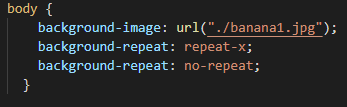 body {
background-image: url("./banana1.jpg");
background-repeat: repeat-x;
background-repeat: no-repeat;
}